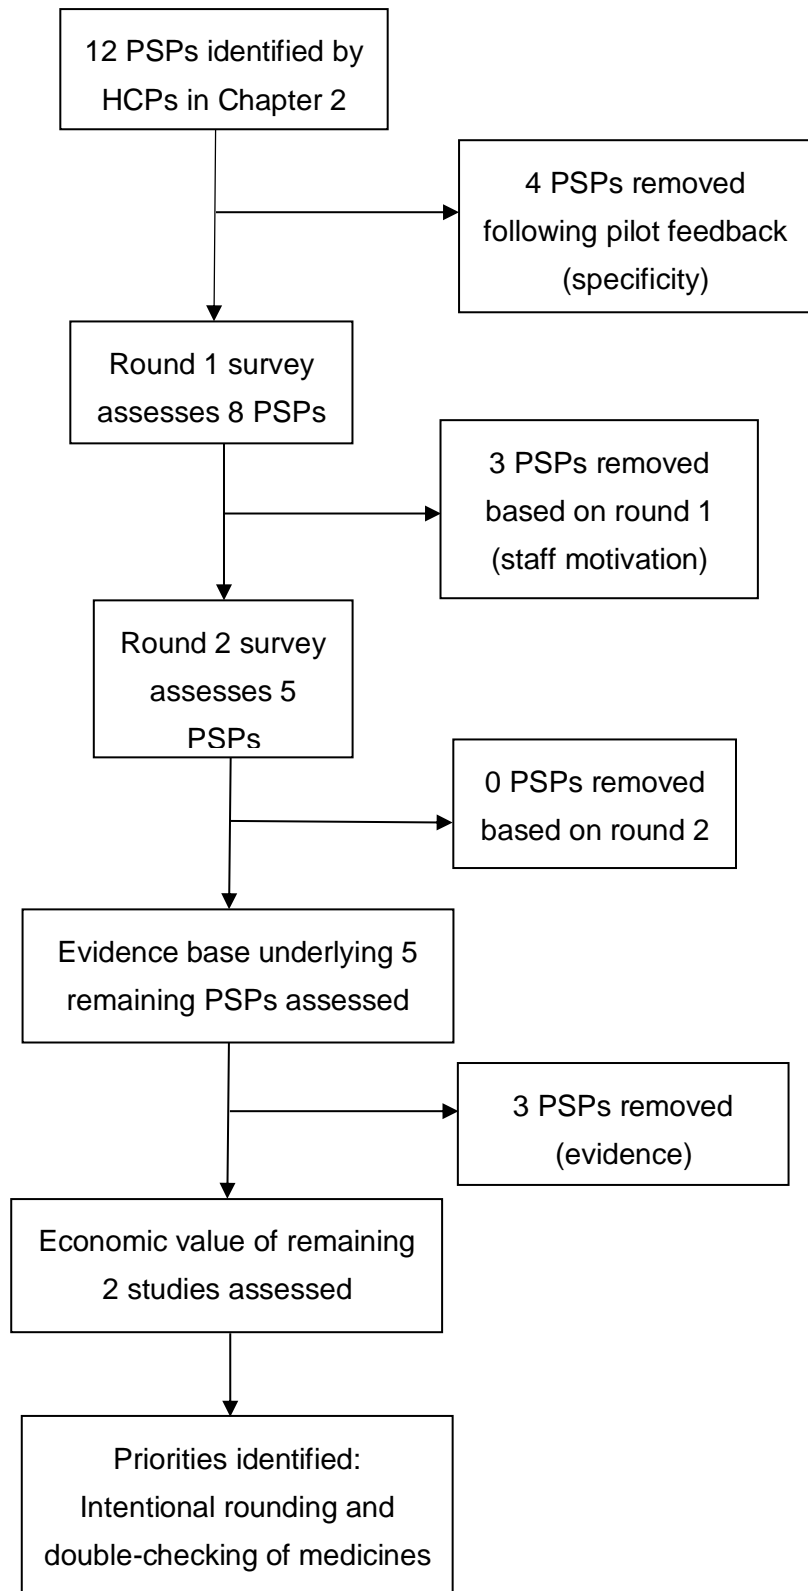 12 PSPs identified by
HCPs in Chapter 2
4 PSPs removed
following pilot feedback
(specificity)
Round 1 survey
assesses 8 PSPs
3 PSPs removed
based on round 1
(staff motivation)
Round 2 survey
assesses 5
PSPs
0 PSPs removed
based on round 2
Evidence base underlying 5
remaining PSPs assessed
3 PSPs removed
(evidence)
Economic value of remaining
2 studies assessed
Priorities identified:
Intentional rounding and
double-checking of medicines